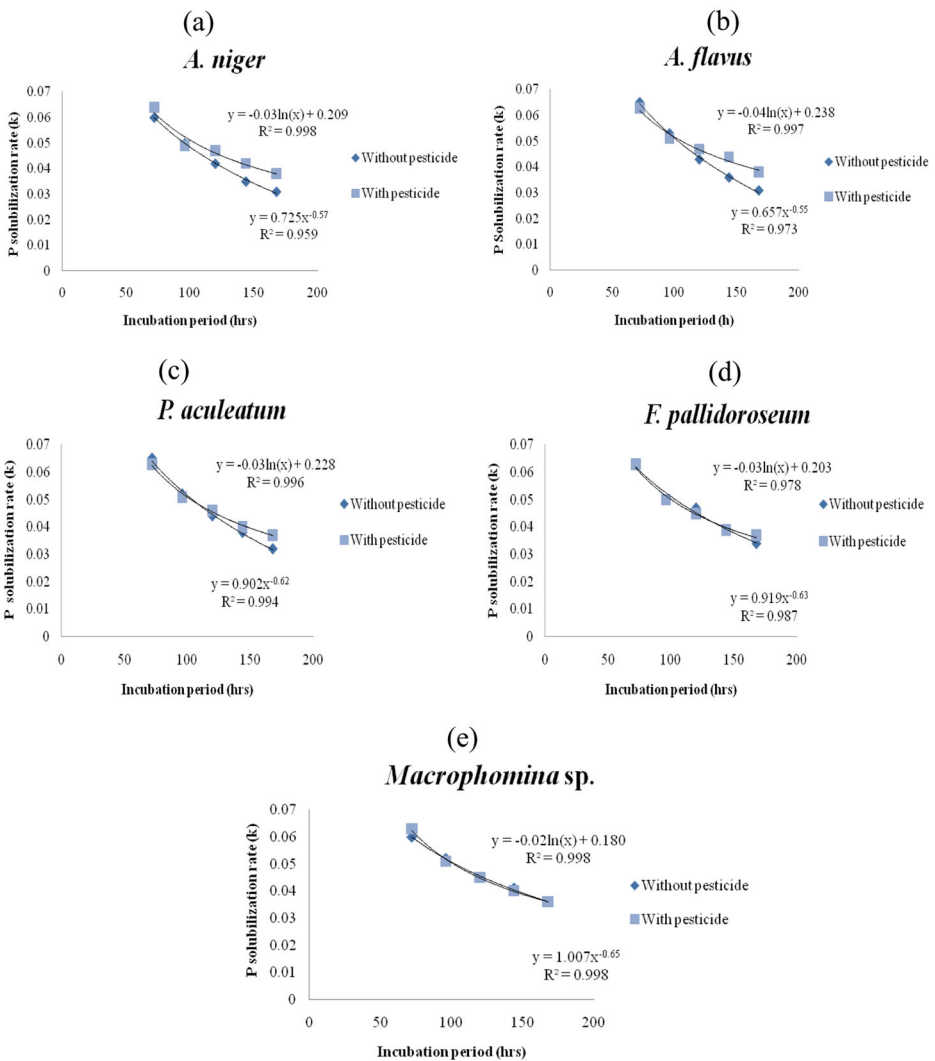 (a)
A. niger
P solubilization rate (k)
0.07
0.06
0.05
0.04
0.03
0.02
0.01
0
0
50
100
150
200
Incubation period (hrs)
y = -0.03ln(x) + 0.209
R² = 0.998
y = 0.725x^-0.57
R² = 0.959
Without pesticide
With pesticide
(b)
A. flavus
P Solubilization Rate (k)
0.07
0.06
0.05
0.04
0.03
0.02
0.01
0
0
50
100
150
200
Incubation period (h)
y = -0.04ln(x) + 0.238
R² = 0.997
y = 0.657x^-0.55
R² = 0.973
Without pesticide
With pesticide
(c)
P. aculeatum
P solubilization rate (k)
0.07
0.06
0.05
0.04
0.03
0.02
0.01
0
0
50
100
150
200
Incubation period (hrs)
y = -0.03ln(x) + 0.228
R² = 0.996
y = 0.902x^-0.62
R² = 0.994
Without pesticide
With pesticide
(d)
F. pallidoroseum
P solubilization rate (k)
0.07
0.06
0.05
0.04
0.03
0.02
0.01
0
0
50
100
150
200
Incubation period (hrs)
y = -0.03ln(x) + 0.203
R² = 0.978
y = 0.919x^-0.63
R² = 0.987
Without pesticide
With pesticide
(e)
Macrophomina sp.
P solubilization rate (k)
0.07
0.06
0.05
0.04
0.03
0.02
0.01
0
0
50
100
150
200
Incubation period (hrs)
y = -0.02ln(x) + 0.180
R² = 0.998
y = 1.007x^-0.65
R² = 0.998
Without pesticide
With pesticide